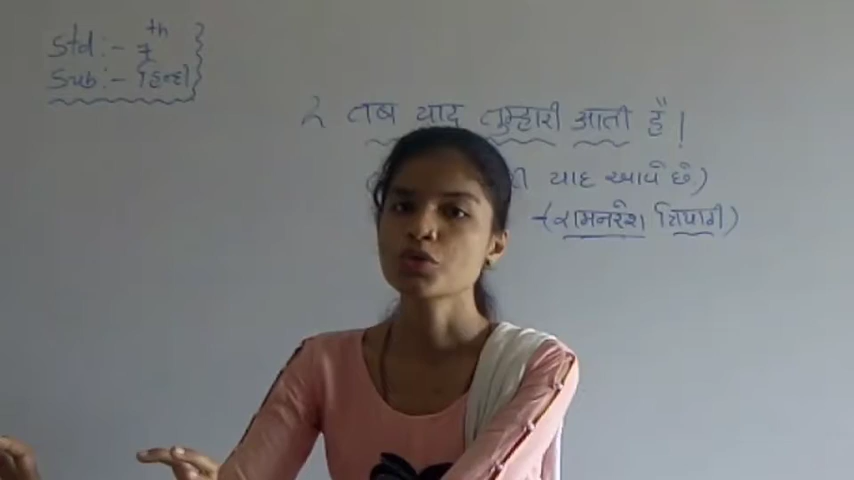 Std :- 7th
Sub :- हिन्दी
2 तब याद तुम्हारी आती है !
યાદ આવે છે)
-(रामनरेश त्रिपाठी)